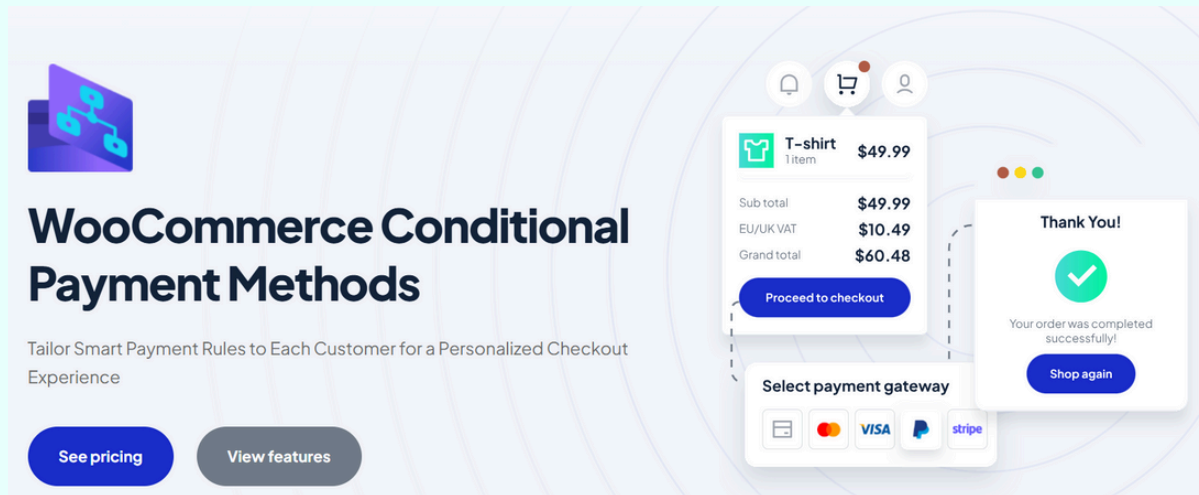 WooCommerce Conditional
Payment Methods
Tailor Smart Payment Rules to Each Customer for a Personalized Checkout
Experience
See pricing
View features
T-shirt
1 item
$49.99
Sub total
$49.99
EU/UK VAT
$10.49
Grand total
$60.48
Proceed to checkout
Select payment gateway
VISA
stripe
Thank You!
Your order was completed
successfully!
Shop again